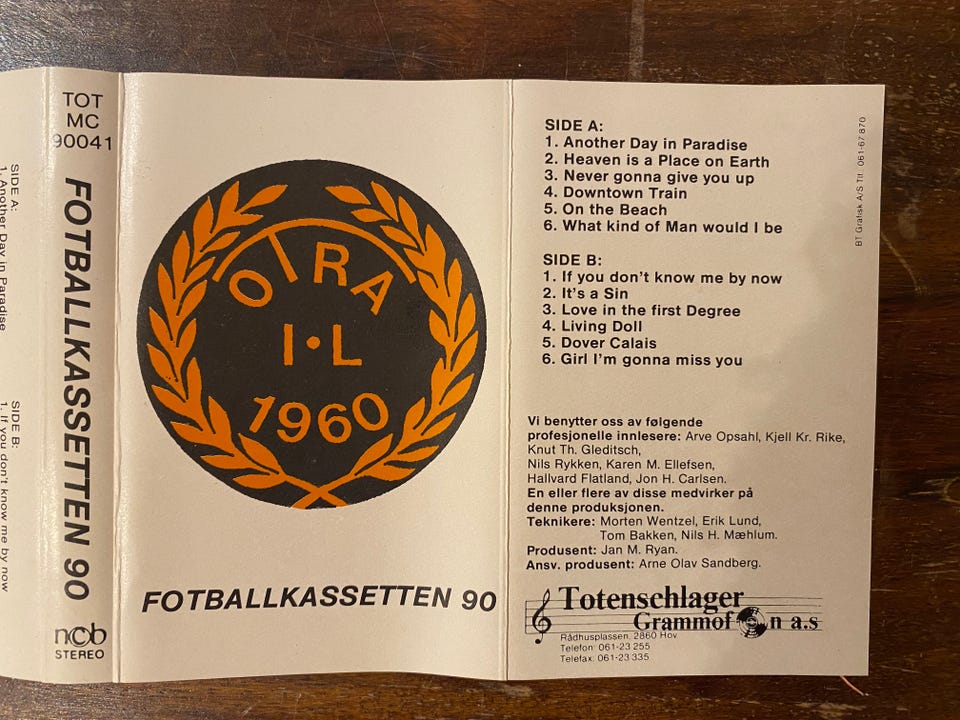 SIDE A:
1. Another Day in Paradise
SIDE B:
1. If you don't know me by now
TOT
MC
90041
FOTBALLKASSETTEN 90
ncb
STEREO
OTRA
I·L
1960
FOTBALLKASSETTEN 90
SIDE A:
1. Another Day in Paradise
2. Heaven is a Place on Earth
3. Never gonna give you up
4. Downtown Train
5. On the Beach
6. What kind of Man would I be
SIDE B:
1. If you don't know me by now
2. It's a Sin
3. Love in the first Degree
4. Living Doll
5. Dover Calais
6. Girl I'm gonna miss you
Vi benytter oss av følgende
profesjonelle innlesere: Arve Opsahl, Kjell Kr. Rike,
Knut Th. Gleditsch,
Nils Rykken, Karen M. Ellefsen,
Hallvard Flatland, Jon H. Carlsen.
En eller flere av disse medvirker på
denne produksjonen.
Teknikere: Morten Wentzel, Erik Lund,
Tom Bakken, Nils H. Mæhlum.
Produsent: Jan M. Ryan.
Ansv. produsent: Arne Olav Sandberg.
Totenschlager
Grammofon a.s
Rådhusplassen, 2860 Hov
Telefon: 061-23 255
Telefax: 061-23 335
BT Grafisk A/S Tlf. 061-67 870